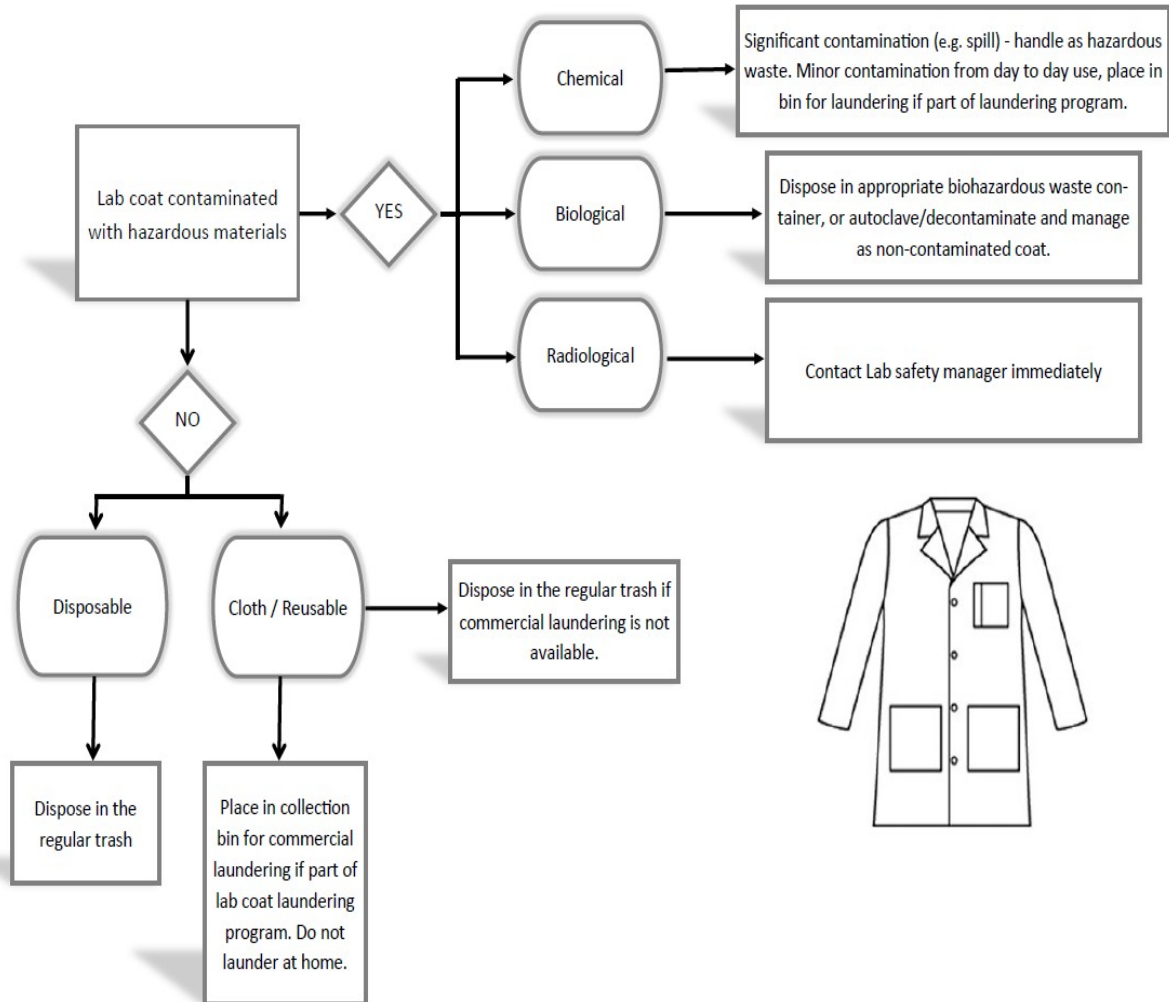 Lab coat contaminated
with hazardous materials
YES
Chemical
Significant contamination (e.g. spill) - handle as hazardous
waste. Minor contamination from day to day use, place in
bin for laundering if part of laundering program.
Biological
Dispose in appropriate biohazardous waste con-
tainer, or autoclave/decontaminate and manage
as non-contaminated coat.
Radiological
Contact Lab safety manager immediately
NO
Disposable
Cloth / Reusable
Dispose in the regular trash if
commercial laundering is not
available.
Dispose in the
regular trash
Place in collection
bin for commercial
laundering if part of
lab coat laundering
program. Do not
launder at home.